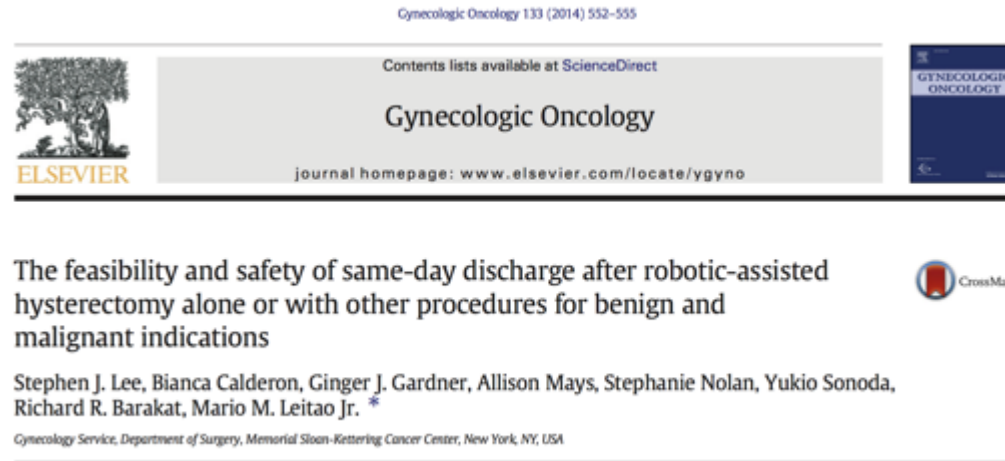 Gynecologic Oncology 133 (2014) 552–555
Contents lists available at ScienceDirect
Gynecologic Oncology
journal homepage: www.elsevier.com/locate/ygyno
ELSEVIER
GYNECOLOGIC
ONCOLOGY
The feasibility and safety of same-day discharge after robotic-assisted
hysterectomy alone or with other procedures for benign and
malignant indications
CrossMa
Stephen J. Lee, Bianca Calderon, Ginger J. Gardner, Allison Mays, Stephanie Nolan, Yukio Sonoda,
Richard R. Barakat, Mario M. Leitao Jr. *
Gynecology Service, Department of Surgery, Memorial Sloan-Kettering Cancer Center, New York, NY, USA